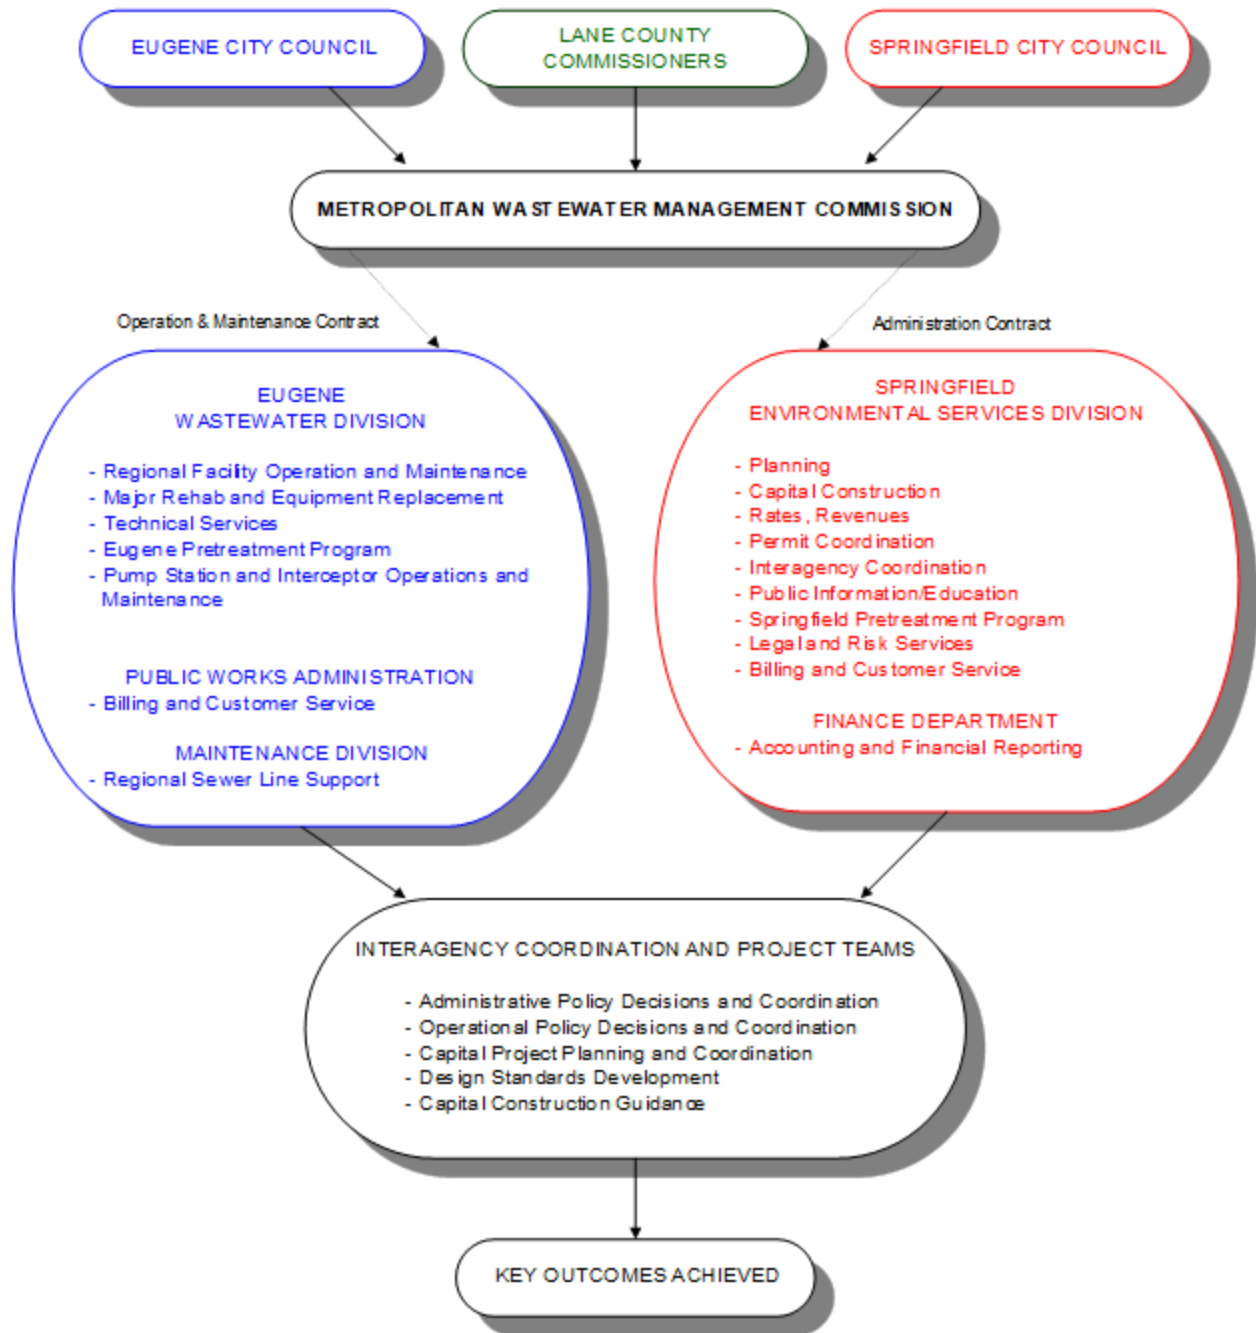 EUGENE CITY COUNCIL
LANE COUNTY
COMMISSIONERS
SPRINGFIELD CITY COUNCIL
METROPOLITAN WASTEWATER MANAGEMENT COMMISSION
Operation & Maintenance Contract
Administration Contract
EUGENE
WASTEWATER DIVISION
- Regional Facility Operation and Maintenance
- Major Rehab and Equipment Replacement
- Technical Services
- Eugene Pretreatment Program
- Pump Station and Interceptor Operations and
Maintenance
PUBLIC WORKS ADMINISTRATION
- Billing and Customer Service
MAINTENANCE DIVISION
- Regional Sewer Line Support
SPRINGFIELD
ENVIRONMENTAL SERVICES DIVISION
- Planning
- Capital Construction
- Rates, Revenues
- Permit Coordination
- Interagency Coordination
- Public Information/Education
- Springfield Pretreatment Program
- Legal and Risk Services
- Billing and Customer Service
FINANCE DEPARTMENT
- Accounting and Financial Reporting
INTERAGENCY COORDINATION AND PROJECT TEAMS
- Administrative Policy Decisions and Coordination
- Operational Policy Decisions and Coordination
- Capital Project Planning and Coordination
- Design Standards Development
- Capital Construction Guidance
KEY OUTCOMES ACHIEVED